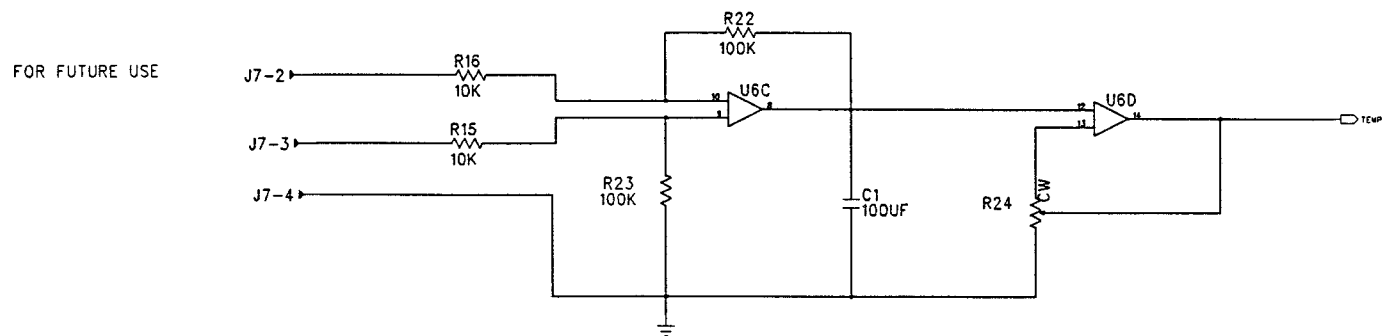 FOR FUTURE USE
J7-2
R16
10K
R22
100K
10
9
U6C
8
J7-3
R15
10K
J7-4
R23
100K
C1
100UF
12
13
U6D
14
TEMP
R24
CW